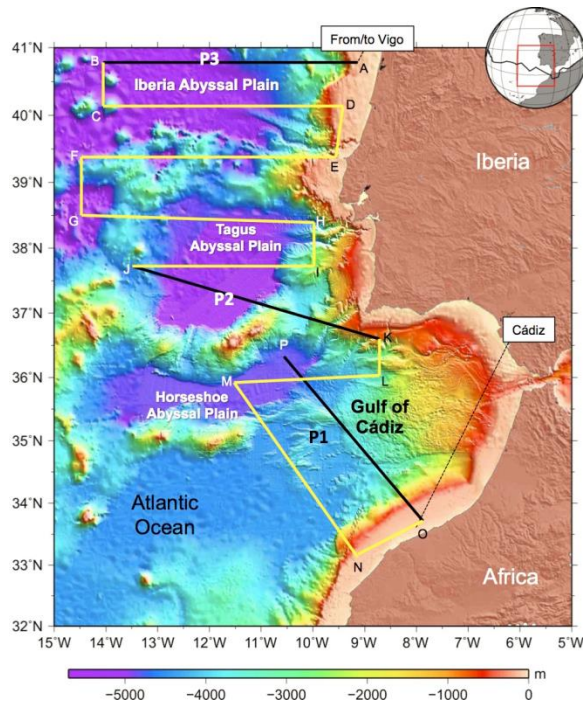 From/to Vigo
41°N
B
P3
A
Iberia Abyssal Plain
D
40°N
C
F
E
Iberia
39°N
G
H
Tagus
Abyssal Plain
38°N
J
I
37°N
P2
K
Cádiz
P
36°N
M
L
Horseshoe
Abyssal Plain
Gulf of
Cádiz
35°N
P1
Atlantic
Ocean
34°N
O
33°N
N
Africa
32°N
15°W 14°W 13°W 12°W 11°W 10°W 9°W 8°W 7°W 6°W 5°W
m
−5000 −4000 −3000 −2000 −1000 0